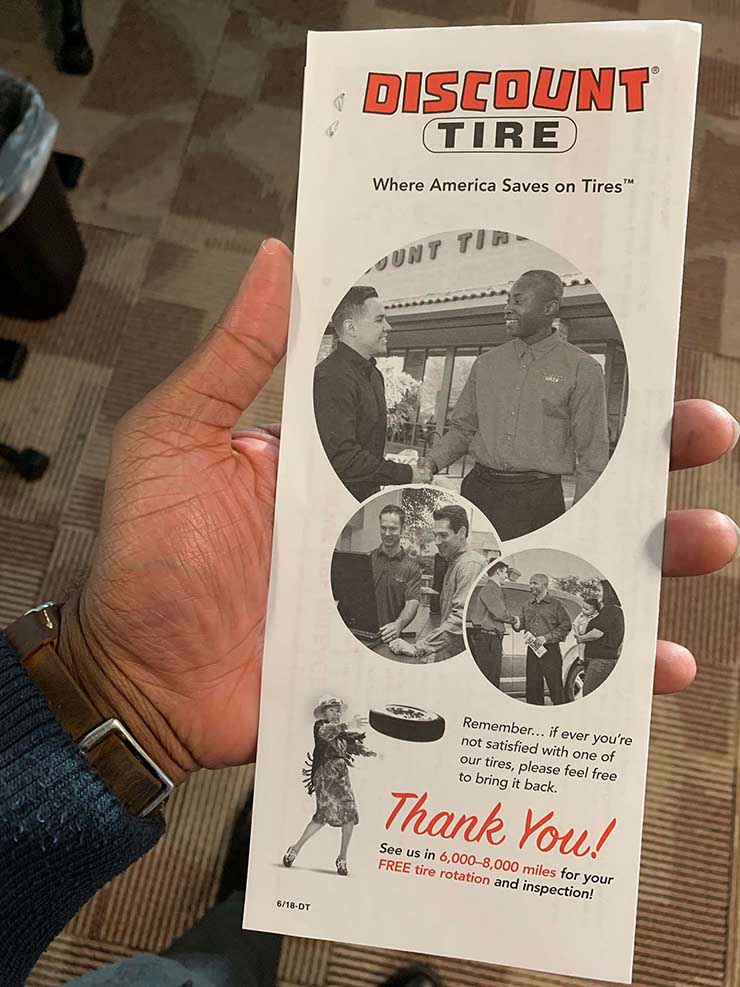 DISCOUNT®
TIRE
Where America Saves on Tires™
OUNT TIR
Remember... if ever you're
not satisfied with one of
our tires, please feel free
to bring it back.
Thank You!
See us in 6,000–8,000 miles for your
FREE tire rotation and inspection!
6/18-DT